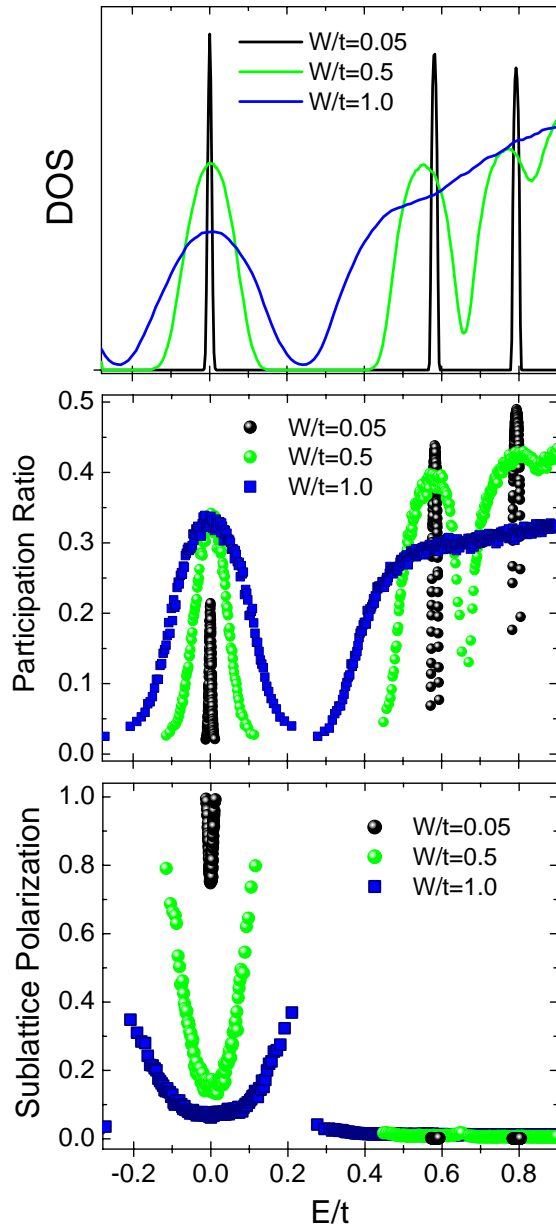 W/t=0.05
W/t=0.5
W/t=1.0
DOS
0.5
W/t=0.05
W/t=0.5
W/t=1.0
0.4
0.3
0.2
0.1
0.0
Participation Ratio
1.0
W/t=0.05
W/t=0.5
W/t=1.0
0.8
0.6
0.4
0.2
0.0
Sublattice Polarization
-0.2 0.0 0.2 0.4 0.6 0.8
E/t